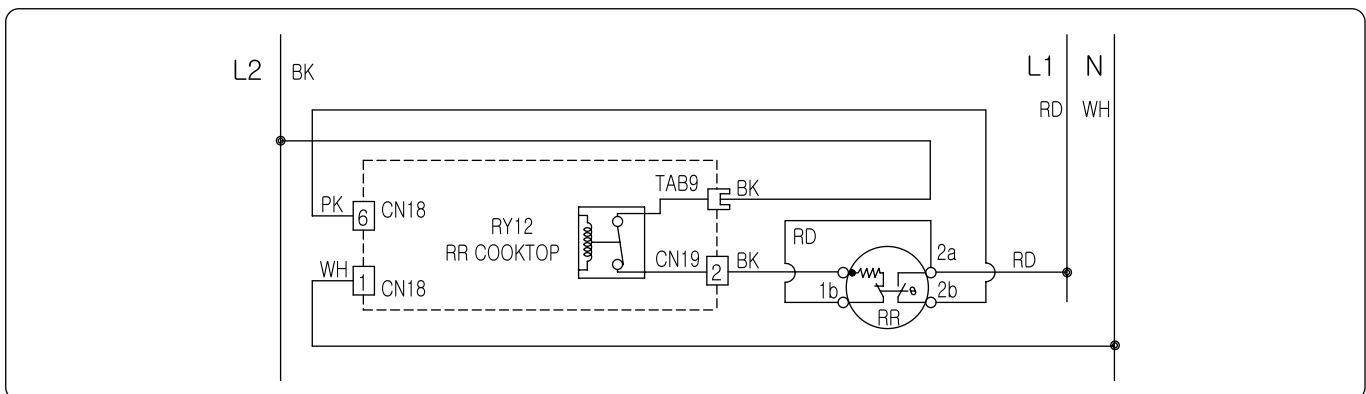 L2 BK
L1 N
RD WH
TAB9 BK
PK 6 CN18
RY12
RR COOKTOP
RD
2a
CN19 2 BK
RD
WH 1 CN18
1b
θ
2b
RR